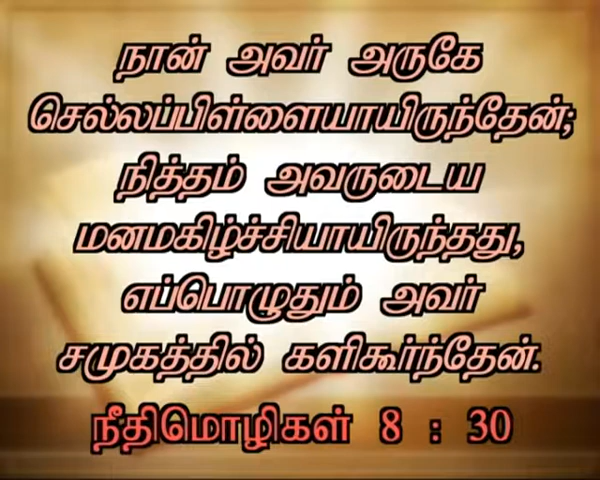 நான் அவர் அருகே
செல்லப்பிள்ளையாயிருந்தேன்;
நித்தம் அவருடைய
மனமகிழ்ச்சியாயிருந்தது,
எப்பொழுதும் அவர்
சமுகத்தில் களிகூர்ந்தேன்.
நீதிமொழிகள் 8 : 30